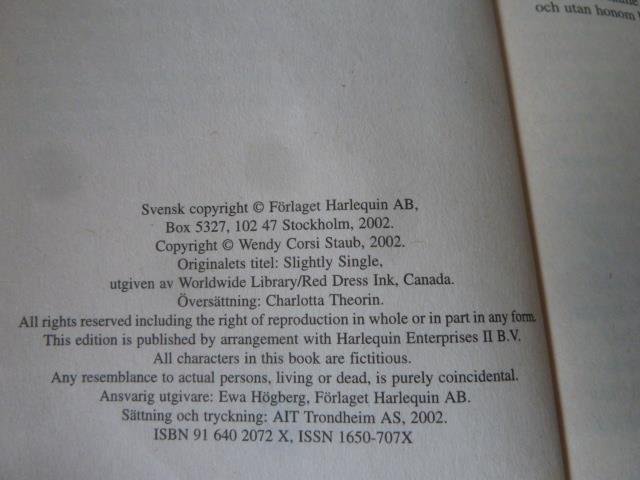 Svensk copyright © Förlaget Harlequin AB,
Box 5327, 102 47 Stockholm, 2002.
Copyright © Wendy Corsi Staub, 2002.
Originalets titel: Slightly Single,
utgiven av Worldwide Library/Red Dress Ink, Canada.
Översättning: Charlotta Theorin.
All rights reserved including the right of reproduction in whole or in part in any form.
This edition is published by arrangement with Harlequin Enterprises II B.V.
All characters in this book are fictitious.
Any resemblance to actual persons, living or dead, is purely coincidental.
Ansvarig utgivare: Ewa Högberg, Förlaget Harlequin AB.
Sättning och tryckning: AIT Trondheim AS, 2002.
ISBN 91 640 2072 X, ISSN 1650-707X
och utan honom